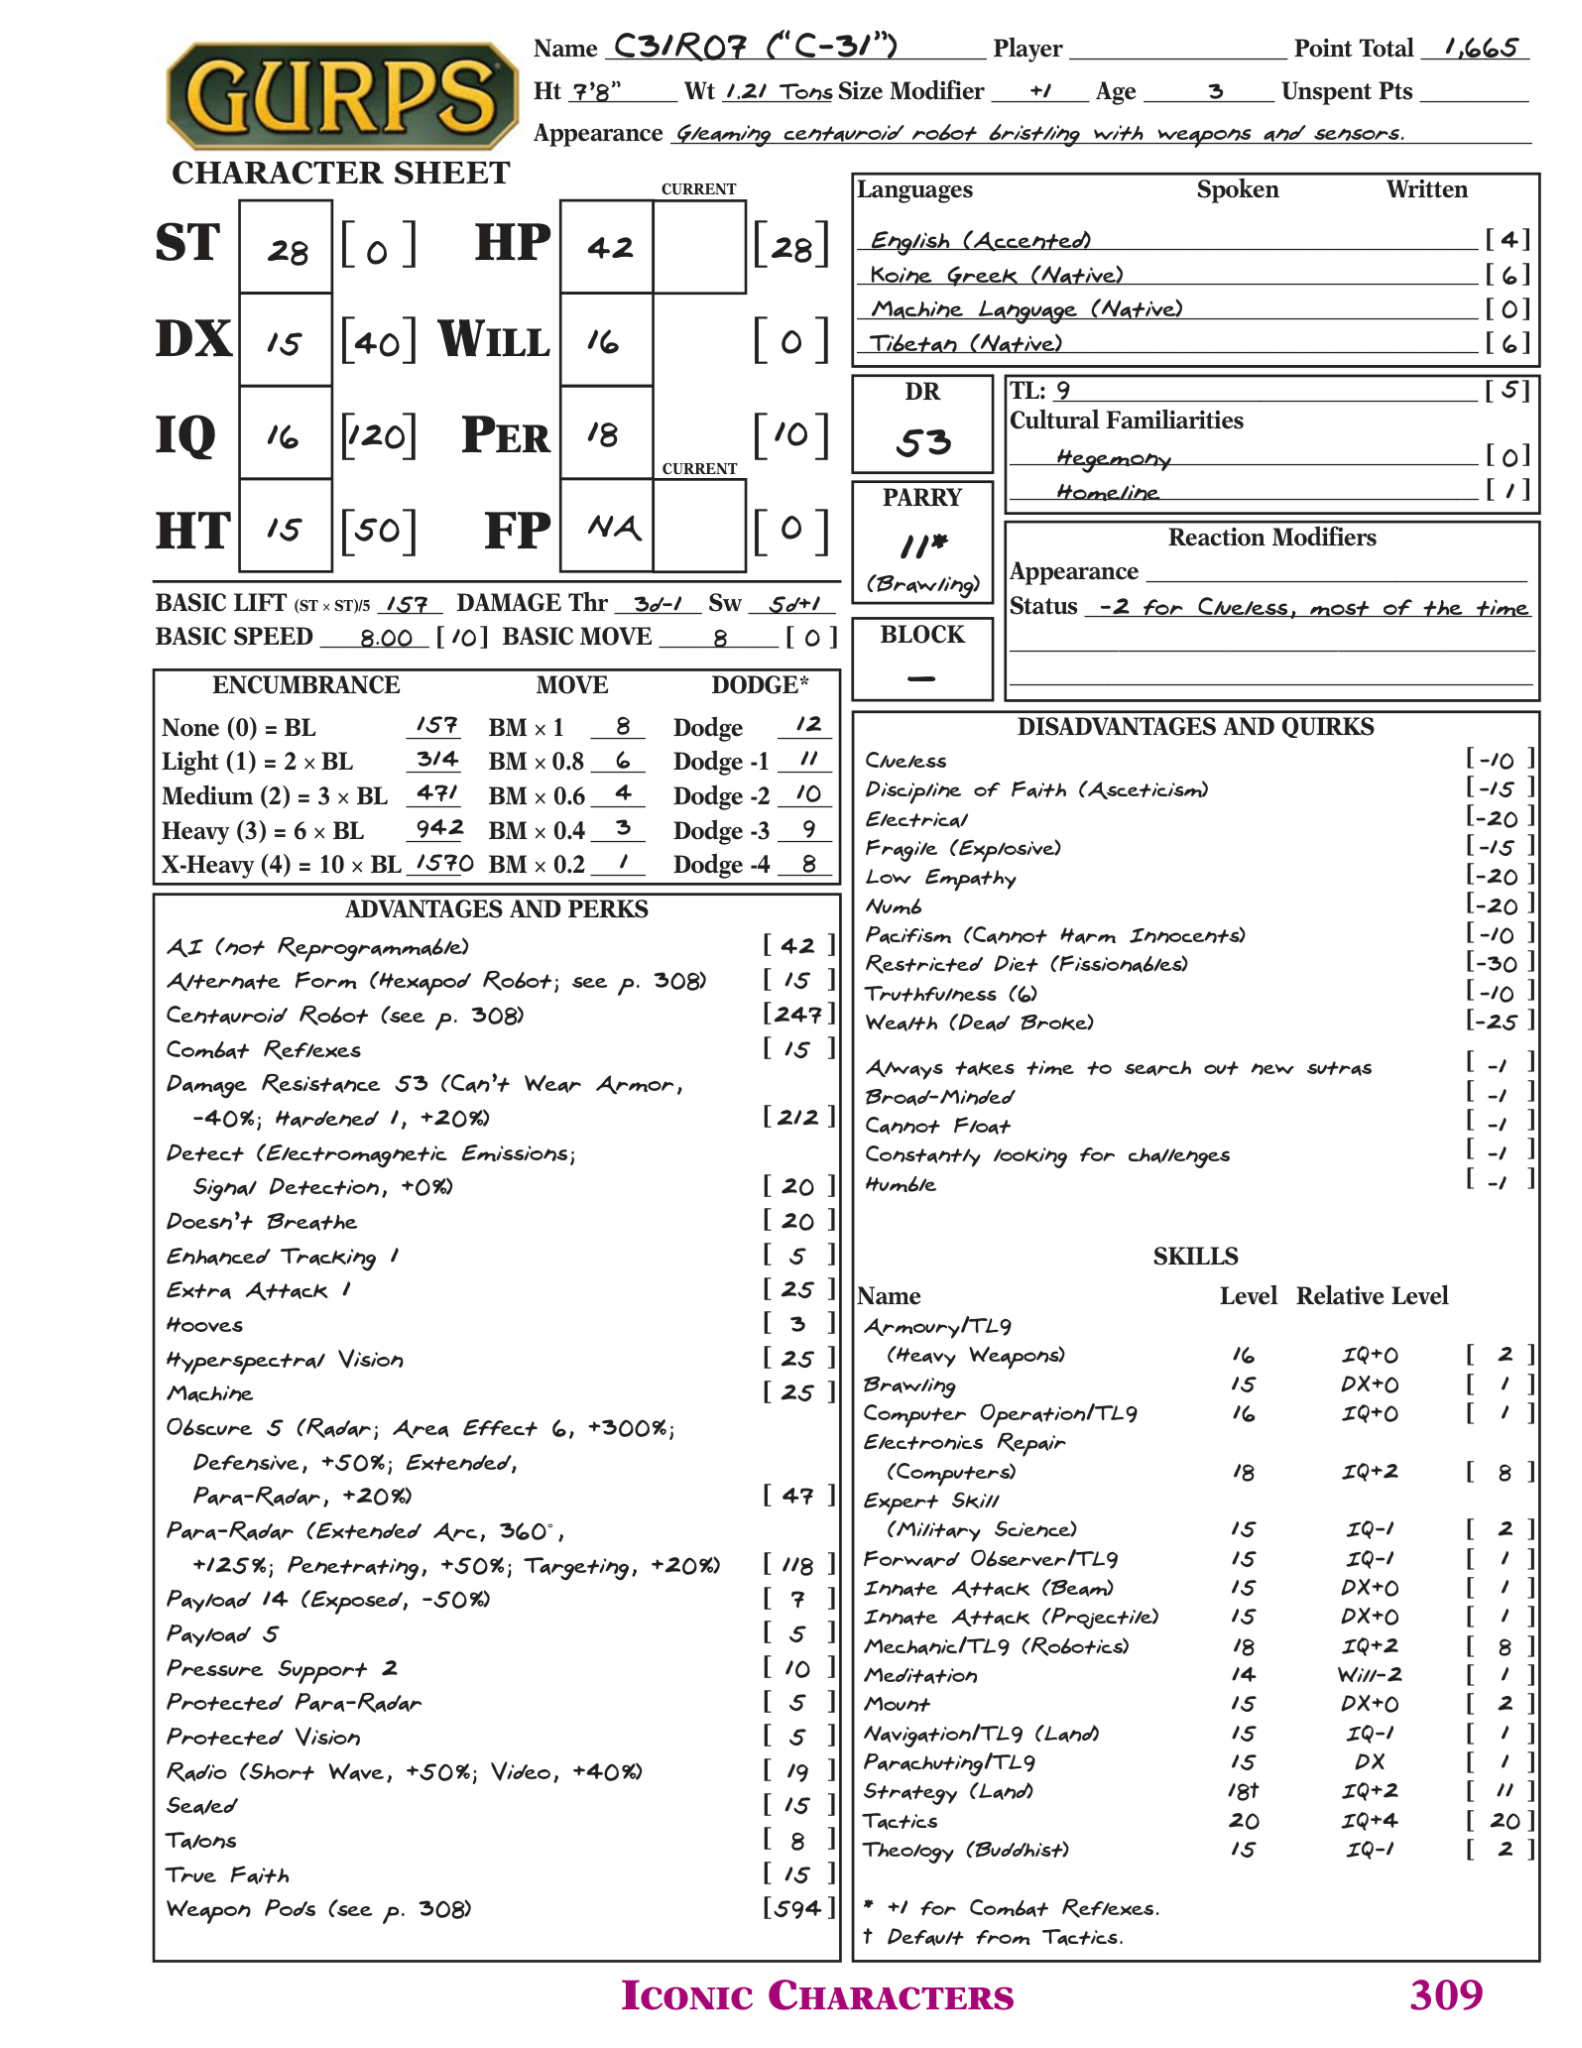 GURPS
CHARACTER SHEET
Name C31R07 ("C-31") Player Point Total 1,665
Ht 7'8" Wt 1.21 Tons Size Modifier +1 Age 3 Unspent Pts
Appearance Gleaming centauroid robot bristling with weapons and sensors.
CURRENT
ST 28 [0] HP 42 [28]
DX 15 [40] WILL 16 [0]
IQ 16 [120] PER 18 [10]
CURRENT
HT 15 [50] FP NA [0]
BASIC LIFT (ST × ST)/5 157 DAMAGE Thr 3d-1 Sw 5d+1
BASIC SPEED 8.00 [10] BASIC MOVE 8 [0]
ENCUMBRANCE MOVE DODGE*
None (0) = BL 157 BM × 1 8 Dodge 12
Light (1) = 2 × BL 314 BM × 0.8 6 Dodge -1 11
Medium (2) = 3 × BL 471 BM × 0.6 4 Dodge -2 10
Heavy (3) = 6 × BL 942 BM × 0.4 3 Dodge -3 9
X-Heavy (4) = 10 × BL 1570 BM × 0.2 1 Dodge -4 8
ADVANTAGES AND PERKS
AI (not Reprogrammable) [42]
Alternate Form (Hexapod Robot; see p. 308) [15]
Centauroid Robot (see p. 308) [247]
Combat Reflexes [15]
Damage Resistance 53 (Can't Wear Armor,
-40%; Hardened 1, +20%) [212]
Detect (Electromagnetic Emissions;
Signal Detection, +0%) [20]
Doesn't Breathe [20]
Enhanced Tracking 1 [5]
Extra Attack 1 [25]
Hooves [3]
Hyperspectral Vision [25]
Machine [25]
Obscure 5 (Radar; Area Effect 6, +300%;
Defensive, +50%; Extended,
Para-Radar, +20%) [47]
Para-Radar (Extended Arc, 360°,
+125%; Penetrating, +50%; Targeting, +20%) [118]
Payload 14 (Exposed, -50%) [7]
Payload 5 [5]
Pressure Support 2 [10]
Protected Para-Radar [5]
Protected Vision [5]
Radio (Short Wave, +50%; Video, +40%) [19]
Sealed [15]
Talons [8]
True Faith [15]
Weapon Pods (see p. 308) [594]
Languages Spoken Written
English (Accented) [4]
Koine Greek (Native) [6]
Machine Language (Native) [0]
Tibetan (Native) [6]
DR
53
PARRY
11*
(Brawling)
BLOCK
—
TL: 9 [5]
Cultural Familiarities
Hegemony [0]
Homeline [1]
Reaction Modifiers
Appearance
Status -2 for Clueless, most of the time
DISADVANTAGES AND QUIRKS
Clueless [-10]
Discipline of Faith (Asceticism) [-15]
Electrical [-20]
Fragile (Explosive) [-15]
Low Empathy [-20]
Numb [-20]
Pacifism (Cannot Harm Innocents) [-10]
Restricted Diet (Fissionables) [-30]
Truthfulness (6) [-10]
Wealth (Dead Broke) [-25]
Always takes time to search out new sutras [-1]
Broad-Minded [-1]
Cannot Float [-1]
Constantly looking for challenges [-1]
Humble [-1]
SKILLS
Name Level Relative Level
Armoury/TL9
(Heavy Weapons) 16 IQ+0 [2]
Brawling 15 DX+0 [1]
Computer Operation/TL9 16 IQ+0 [1]
Electronics Repair
(Computers) 18 IQ+2 [8]
Expert Skill
(Military Science) 15 IQ-1 [2]
Forward Observer/TL9 15 IQ-1 [1]
Innate Attack (Beam) 15 DX+0 [1]
Innate Attack (Projectile) 15 DX+0 [1]
Mechanic/TL9 (Robotics) 18 IQ+2 [8]
Meditation 14 Will-2 [1]
Mount 15 DX+0 [2]
Navigation/TL9 (Land) 15 IQ-1 [1]
Parachuting/TL9 15 DX [1]
Strategy (Land) 18† IQ+2 [11]
Tactics 20 IQ+4 [20]
Theology (Buddhist) 15 IQ-1 [2]
* +1 for Combat Reflexes.
† Default from Tactics.
ICONIC CHARACTERS 309